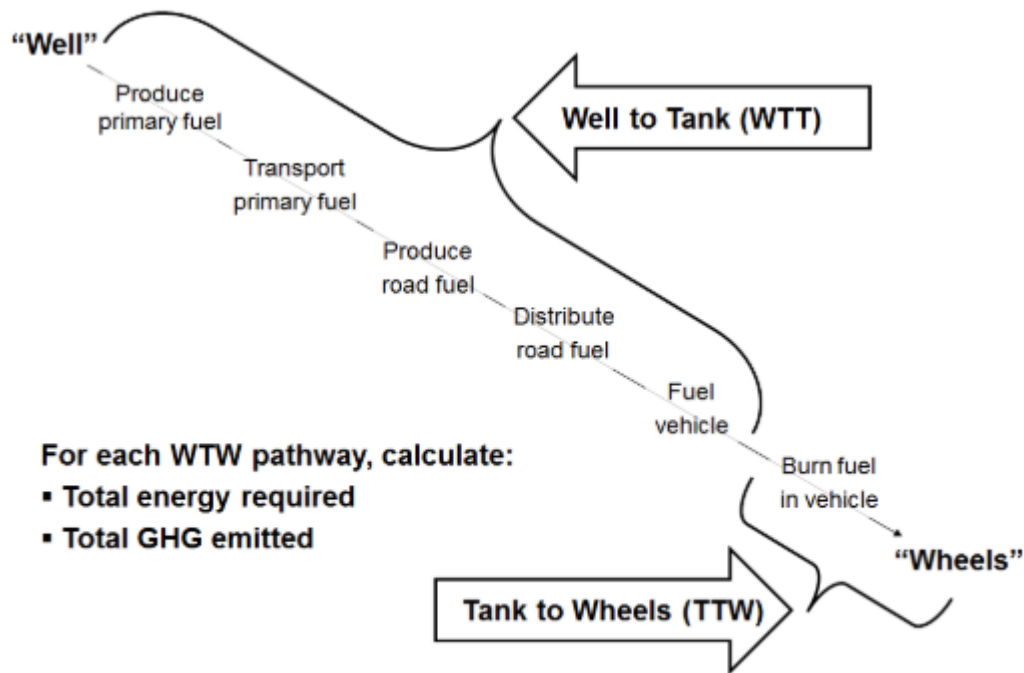 “Well”
Produce
primary fuel
Well to Tank (WTT)
Transport
primary fuel
Produce
road fuel
Distribute
road fuel
Fuel
vehicle
For each WTW pathway, calculate:
▪ Total energy required
▪ Total GHG emitted
Burn fuel
in vehicle
“Wheels”
Tank to Wheels (TTW)